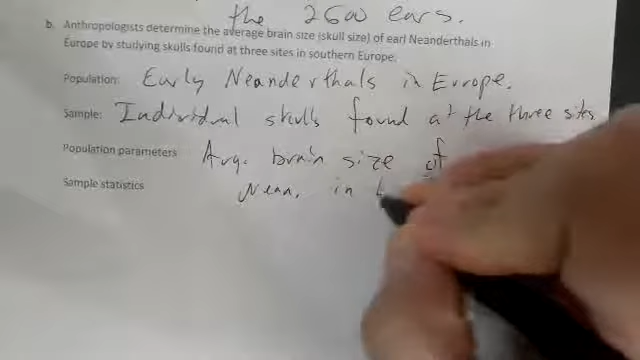 the 2600 ears.
b. Anthropologists determine the average brain size (skull size) of earl Neanderthals in
Europe by studying skulls found at three sites in southern Europe.
Population: Early Neanderthals in Europe.
Sample: Individual skulls found at the three sites
Population parameters Avg. brain size of
Sample statistics Nean. in